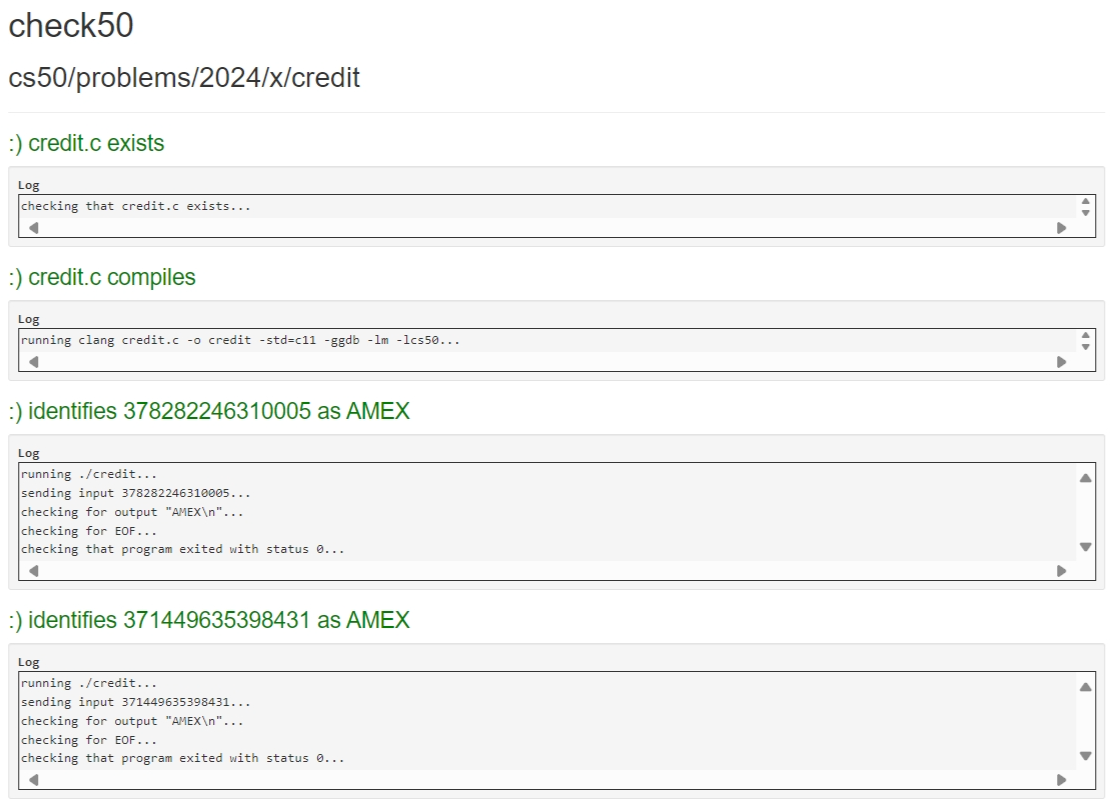 check50
cs50/problems/2024/x/credit
:) credit.c exists
Log
checking that credit.c exists...
:) credit.c compiles
Log
running clang credit.c -o credit -std=c11 -ggdb -lm -lcs50...
:) identifies 378282246310005 as AMEX
Log
running ./credit...
sending input 378282246310005...
checking for output "AMEX\n"...
checking for EOF...
checking that program exited with status 0...
:) identifies 371449635398431 as AMEX
Log
running ./credit...
sending input 371449635398431...
checking for output "AMEX\n"...
checking for EOF...
checking that program exited with status 0...